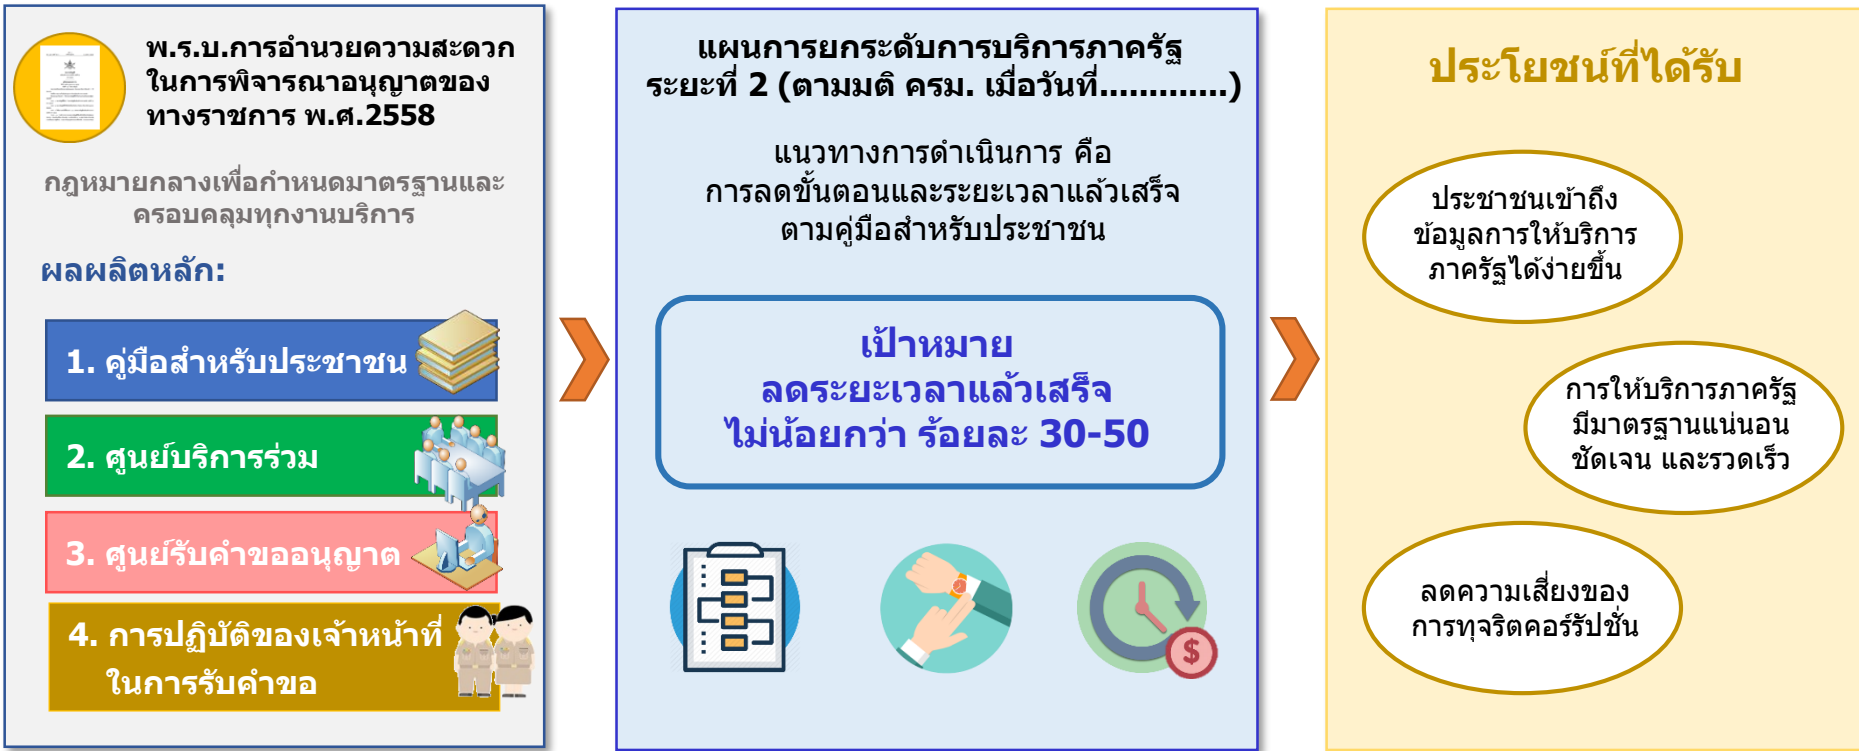 พ.ร.บ.การอำนวยความสะดวก
ในการพิจารณาอนุญาตของ
ทางราชการ พ.ศ.2558
กฎหมายกลางเพื่อกำหนดมาตรฐานและ
ครอบคลุมทุกงานบริการ
ผลผลิตหลัก:
1. คู่มือสำหรับประชาชน
2. ศูนย์บริการร่วม
3. ศูนย์รับคำขออนุญาต
4. การปฏิบัติของเจ้าหน้าที่
ในการรับคำขอ
แผนการยกระดับการบริการภาครัฐ
ระยะที่ 2 (ตามมติ ครม. เมื่อวันที่.............)
แนวทางการดำเนินการ คือ
การลดขั้นตอนและระยะเวลาแล้วเสร็จ
ตามคู่มือสำหรับประชาชน
เป้าหมาย
ลดระยะเวลาแล้วเสร็จ
ไม่น้อยกว่า ร้อยละ 30-50
$
ประโยชน์ที่ได้รับ
ประชาชนเข้าถึง
ข้อมูลการให้บริการ
ภาครัฐได้ง่ายขึ้น
การให้บริการภาครัฐ
มีมาตรฐานแน่นอน
ชัดเจน และรวดเร็ว
ลดความเสี่ยงของ
การทุจริตคอร์รัปชั่น